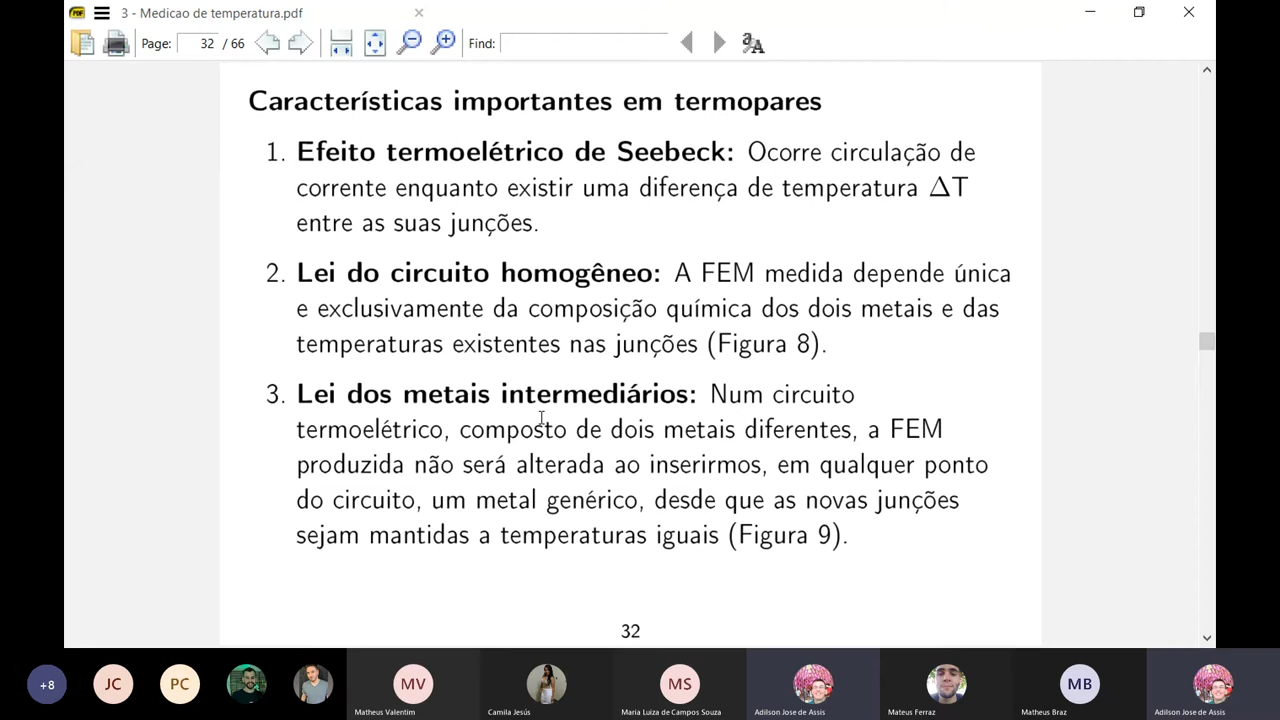 3 - Medicao de temperatura.pdf
Page: 32 / 66
Find:
Características importantes em termopares
1. Efeito termoelétrico de Seebeck: Ocorre circulação de
corrente enquanto existir uma diferença de temperatura ΔT
entre as suas junções.
2. Lei do circuito homogêneo: A FEM medida depende única
e exclusivamente da composição química dos dois metais e das
temperaturas existentes nas junções (Figura 8).
3. Lei dos metais intermediários: Num circuito
termoelétrico, composto de dois metais diferentes, a FEM
produzida não será alterada ao inserirmos, em qualquer ponto
do circuito, um metal genérico, desde que as novas junções
sejam mantidas a temperaturas iguais (Figura 9).
32
+8 JC PC MV MS MB
Matheus Valentim Camila Jesús Maria Luiza de Campos Souza Adilson Jose de Assis Mateus Ferraz Matheus Braz Adilson Jose de Assis